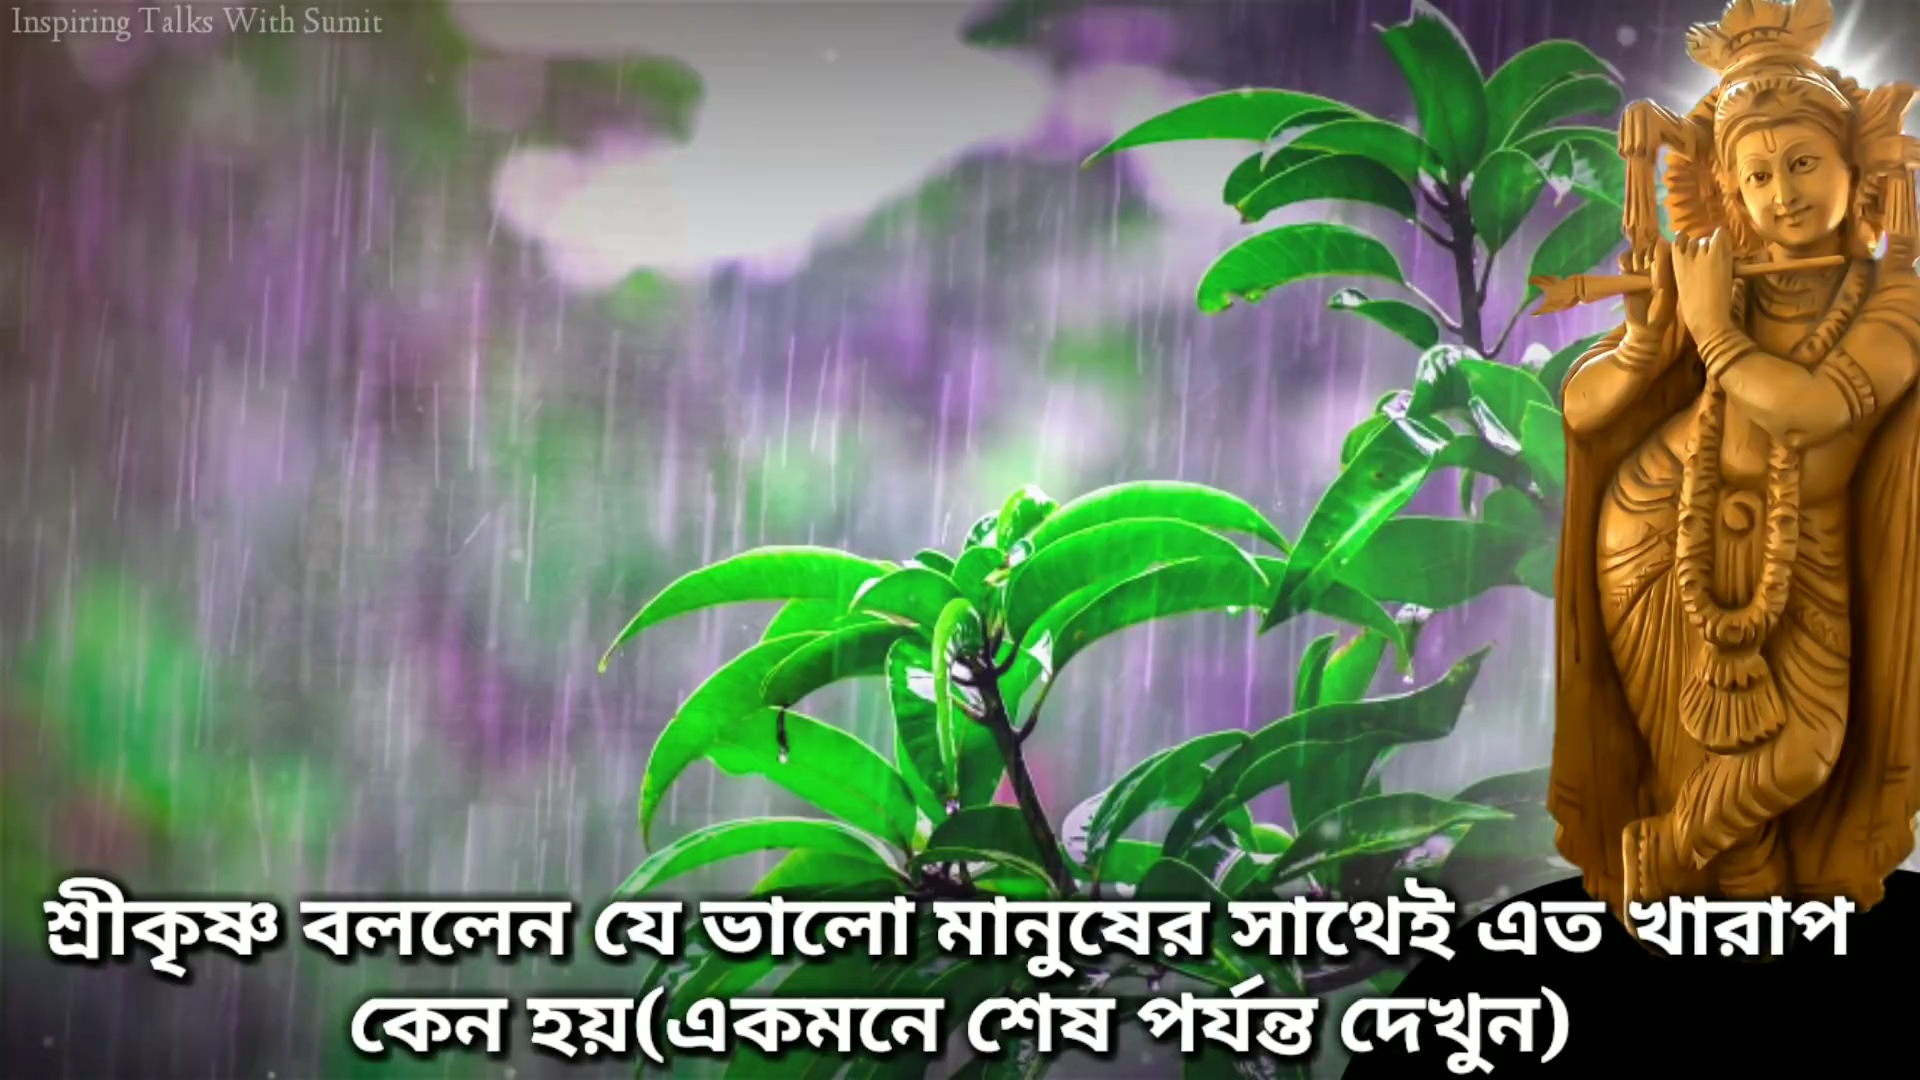 Inspiring Talks With Sumit
শ্রীকৃষ্ণ বললেন যে ভালো মানুষের সাথেই এত খারাপ
কেন হয়(একমনে শেষ পর্যন্ত দেখুন)